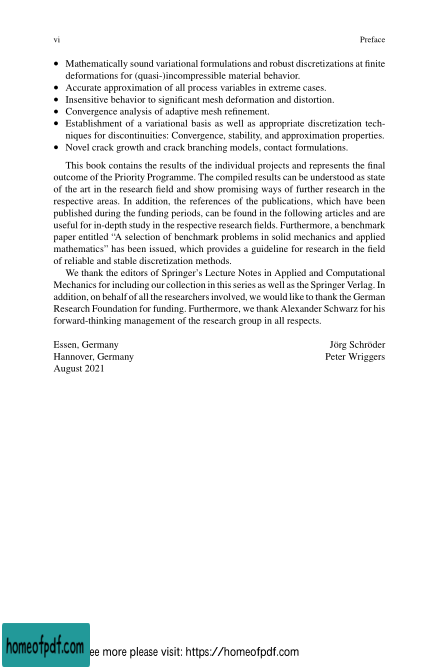 vi Preface
• Mathematically sound variational formulations and robust discretizations at finite
deformations for (quasi-)incompressible material behavior.
• Accurate approximation of all process variables in extreme cases.
• Insensitive behavior to significant mesh deformation and distortion.
• Convergence analysis of adaptive mesh refinement.
• Establishment of a variational basis as well as appropriate discretization tech-
niques for discontinuities: Convergence, stability, and approximation properties.
• Novel crack growth and crack branching models, contact formulations.
This book contains the results of the individual projects and represents the final
outcome of the Priority Programme. The compiled results can be understood as state
of the art in the research field and show promising ways of further research in the
respective areas. In addition, the references of the publications, which have been
published during the funding periods, can be found in the following articles and are
useful for in-depth study in the respective research fields. Furthermore, a benchmark
paper entitled “A selection of benchmark problems in solid mechanics and applied
mathematics” has been issued, which provides a guideline for research in the field
of reliable and stable discretization methods.
We thank the editors of Springer’s Lecture Notes in Applied and Computational
Mechanics for including our collection in this series as well as the Springer Verlag. In
addition, on behalf of all the researchers involved, we would like to thank the German
Research Foundation for funding. Furthermore, we thank Alexander Schwarz for his
forward-thinking management of the research group in all respects.
Essen, Germany Jörg Schröder
Hannover, Germany Peter Wriggers
August 2021
homeofpdf.com ee more please visit: https://homeofpdf.com